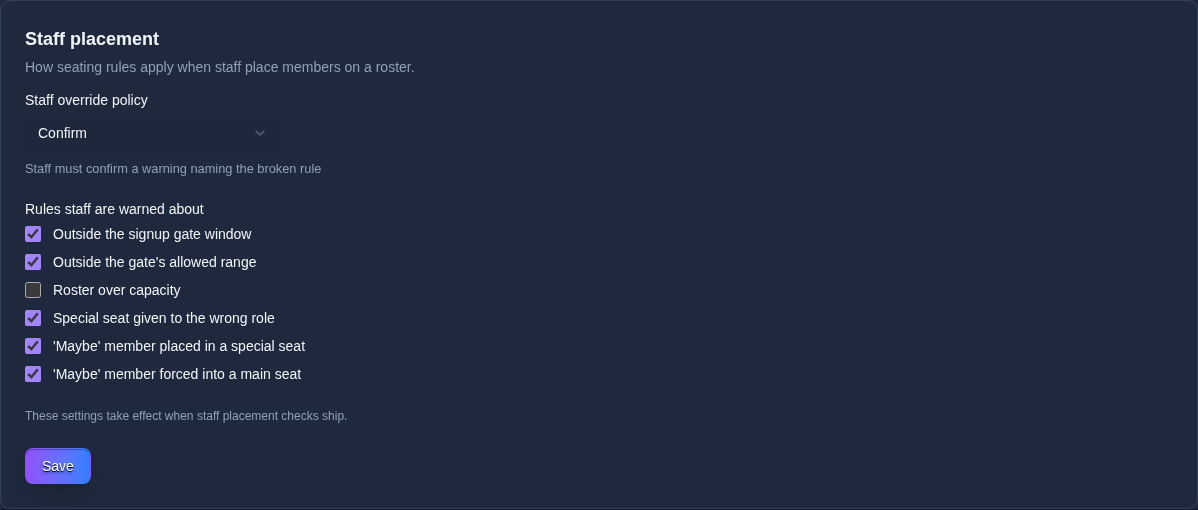 Staff placement
How seating rules apply when staff place members on a roster.
Staff override policy
Confirm
Staff must confirm a warning naming the broken rule
Rules staff are warned about
Outside the signup gate window
Outside the gate's allowed range
Roster over capacity
Special seat given to the wrong role
'Maybe' member placed in a special seat
'Maybe' member forced into a main seat
These settings take effect when staff placement checks ship.
Save